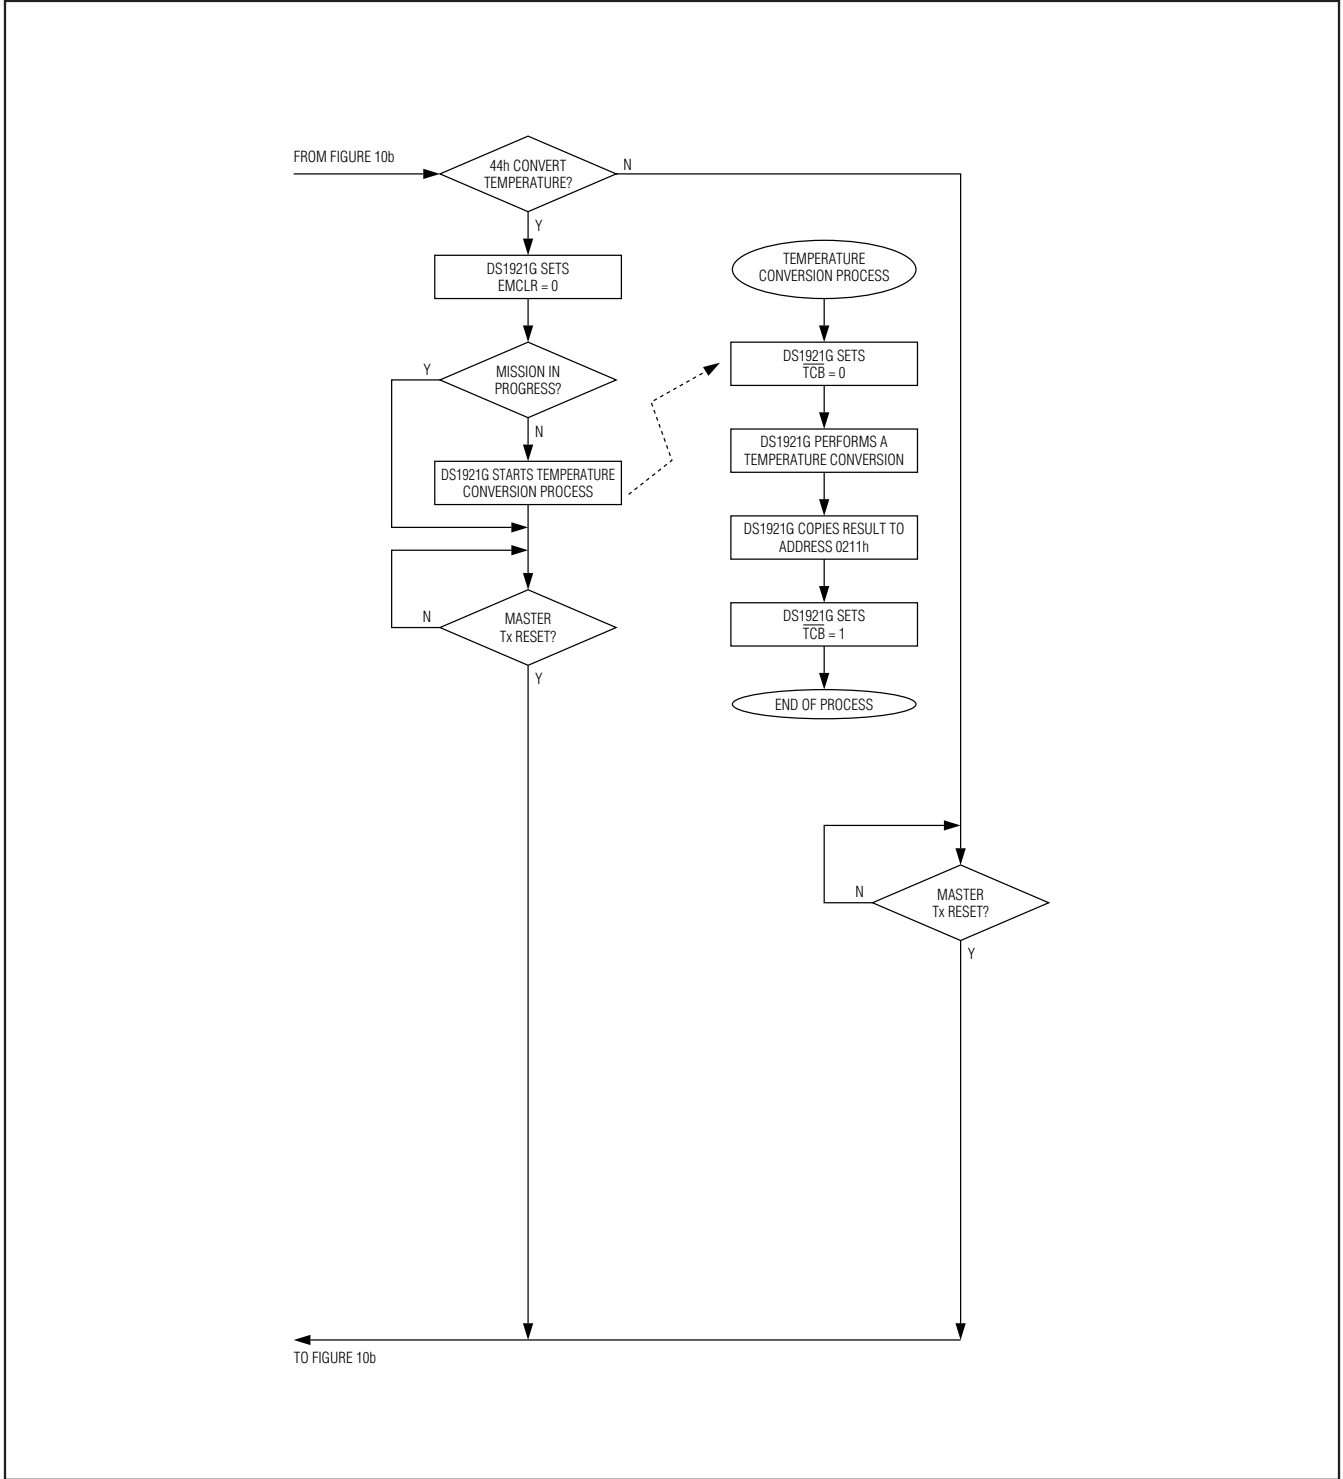 FROM FIGURE 10b
44h CONVERT
TEMPERATURE?
N
Y
DS1921G SETS
EMCLR = 0
MISSION IN
PROGRESS?
Y
N
DS1921G STARTS TEMPERATURE
CONVERSION PROCESS
MASTER
Tx RESET?
N
Y
TEMPERATURE
CONVERSION PROCESS
DS1921G SETS
T̅C̅B̅ = 0
DS1921G PERFORMS A
TEMPERATURE CONVERSION
DS1921G COPIES RESULT TO
ADDRESS 0211h
DS1921G SETS
T̅C̅B̅ = 1
END OF PROCESS
MASTER
Tx RESET?
N
Y
TO FIGURE 10b